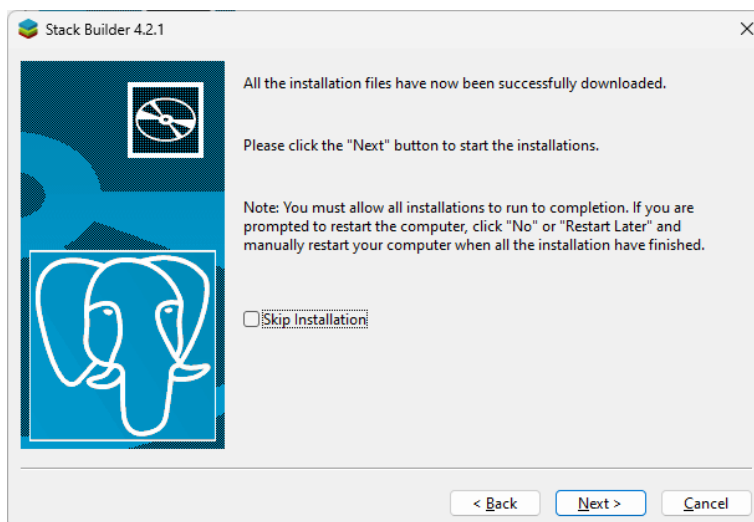 Stack Builder 4.2.1
All the installation files have now been successfully downloaded.
Please click the "Next" button to start the installations.
Note: You must allow all installations to run to completion. If you are
prompted to restart the computer, click "No" or "Restart Later" and
manually restart your computer when all the installation have finished.
Skip Installation
< Back
Next >
Cancel